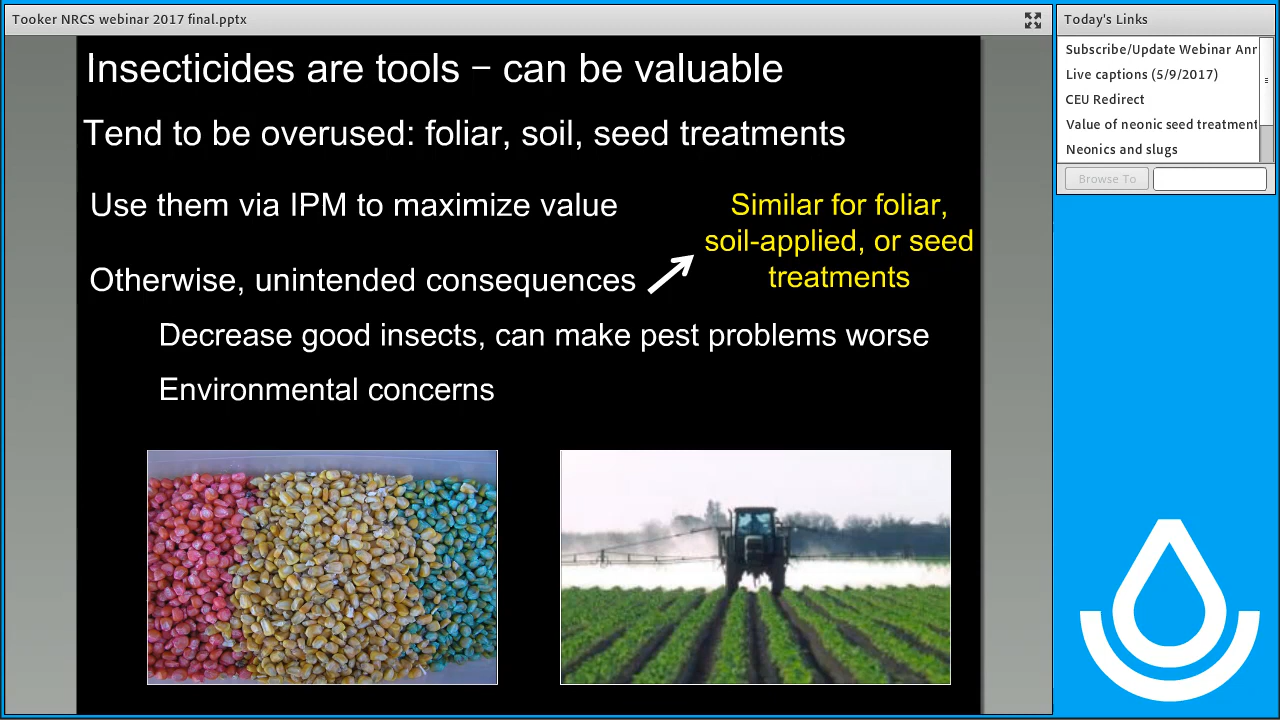 Tooker NRCS webinar 2017 final.pptx
Insecticides are tools – can be valuable
Tend to be overused: foliar, soil, seed treatments
Use them via IPM to maximize value
Similar for foliar,
soil-applied, or seed
treatments
Otherwise, unintended consequences
Decrease good insects, can make pest problems worse
Environmental concerns
Today's Links
Subscribe/Update Webinar Anr
Live captions (5/9/2017)
CEU Redirect
Value of neonic seed treatment
Neonics and slugs
Browse To